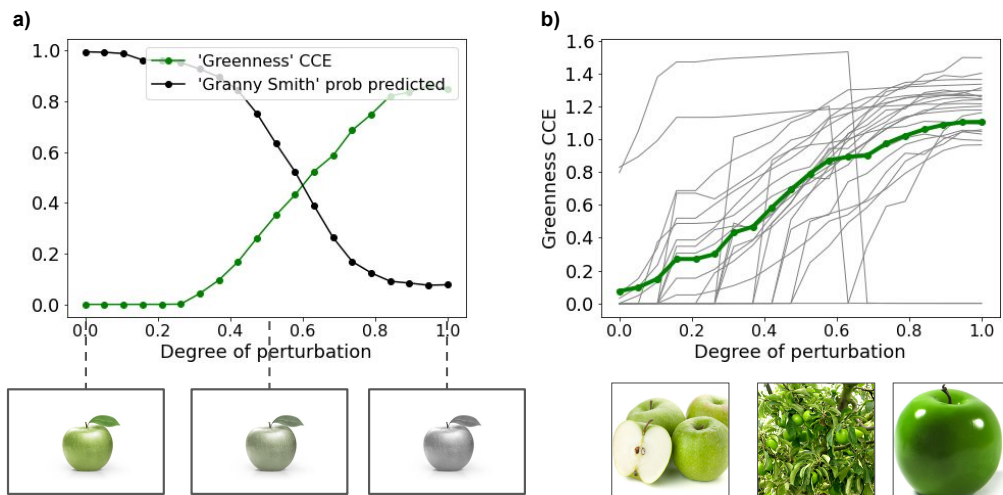 a)
1.0
0.8
0.6
0.4
0.2
0.0
'Greenness' CCE
'Granny Smith' prob predicted
0.0 0.2 0.4 0.6 0.8 1.0
Degree of perturbation
b)
1.6
1.4
1.2
1.0
0.8
0.6
0.4
0.2
0.0
Greenness CCE
0.0 0.2 0.4 0.6 0.8 1.0
Degree of perturbation